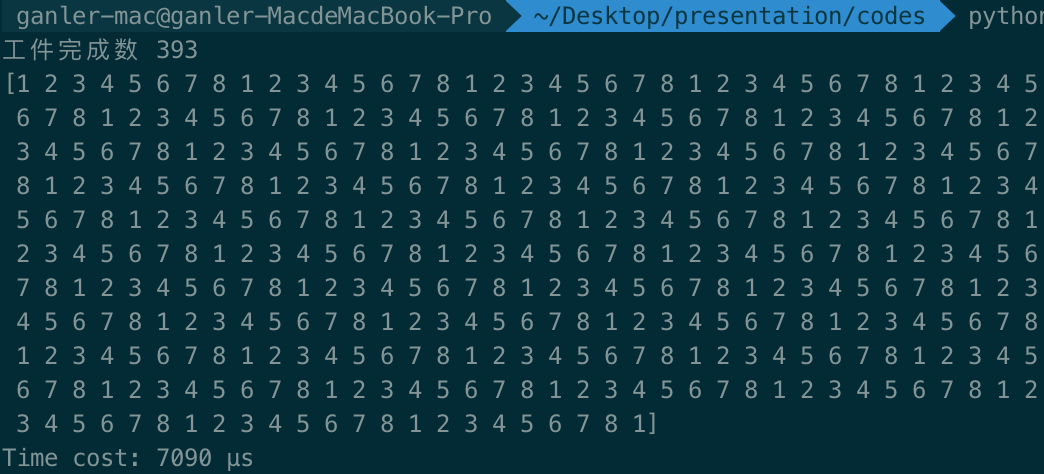 ganler-mac@ganler-MacdeMacBook-Pro ~/Desktop/presentation/codes python
工件完成数 393
[1 2 3 4 5 6 7 8 1 2 3 4 5 6 7 8 1 2 3 4 5 6 7 8 1 2 3 4 5 6 7 8 1 2 3 4 5
6 7 8 1 2 3 4 5 6 7 8 1 2 3 4 5 6 7 8 1 2 3 4 5 6 7 8 1 2 3 4 5 6 7 8 1 2
3 4 5 6 7 8 1 2 3 4 5 6 7 8 1 2 3 4 5 6 7 8 1 2 3 4 5 6 7 8 1 2 3 4 5 6 7
8 1 2 3 4 5 6 7 8 1 2 3 4 5 6 7 8 1 2 3 4 5 6 7 8 1 2 3 4 5 6 7 8 1 2 3 4
5 6 7 8 1 2 3 4 5 6 7 8 1 2 3 4 5 6 7 8 1 2 3 4 5 6 7 8 1 2 3 4 5 6 7 8 1
2 3 4 5 6 7 8 1 2 3 4 5 6 7 8 1 2 3 4 5 6 7 8 1 2 3 4 5 6 7 8 1 2 3 4 5 6
7 8 1 2 3 4 5 6 7 8 1 2 3 4 5 6 7 8 1 2 3 4 5 6 7 8 1 2 3 4 5 6 7 8 1 2 3
4 5 6 7 8 1 2 3 4 5 6 7 8 1 2 3 4 5 6 7 8 1 2 3 4 5 6 7 8 1 2 3 4 5 6 7 8
1 2 3 4 5 6 7 8 1 2 3 4 5 6 7 8 1 2 3 4 5 6 7 8 1 2 3 4 5 6 7 8 1 2 3 4 5
6 7 8 1 2 3 4 5 6 7 8 1 2 3 4 5 6 7 8 1 2 3 4 5 6 7 8 1 2 3 4 5 6 7 8 1 2
3 4 5 6 7 8 1 2 3 4 5 6 7 8 1 2 3 4 5 6 7 8 1]
Time cost: 7090 µs